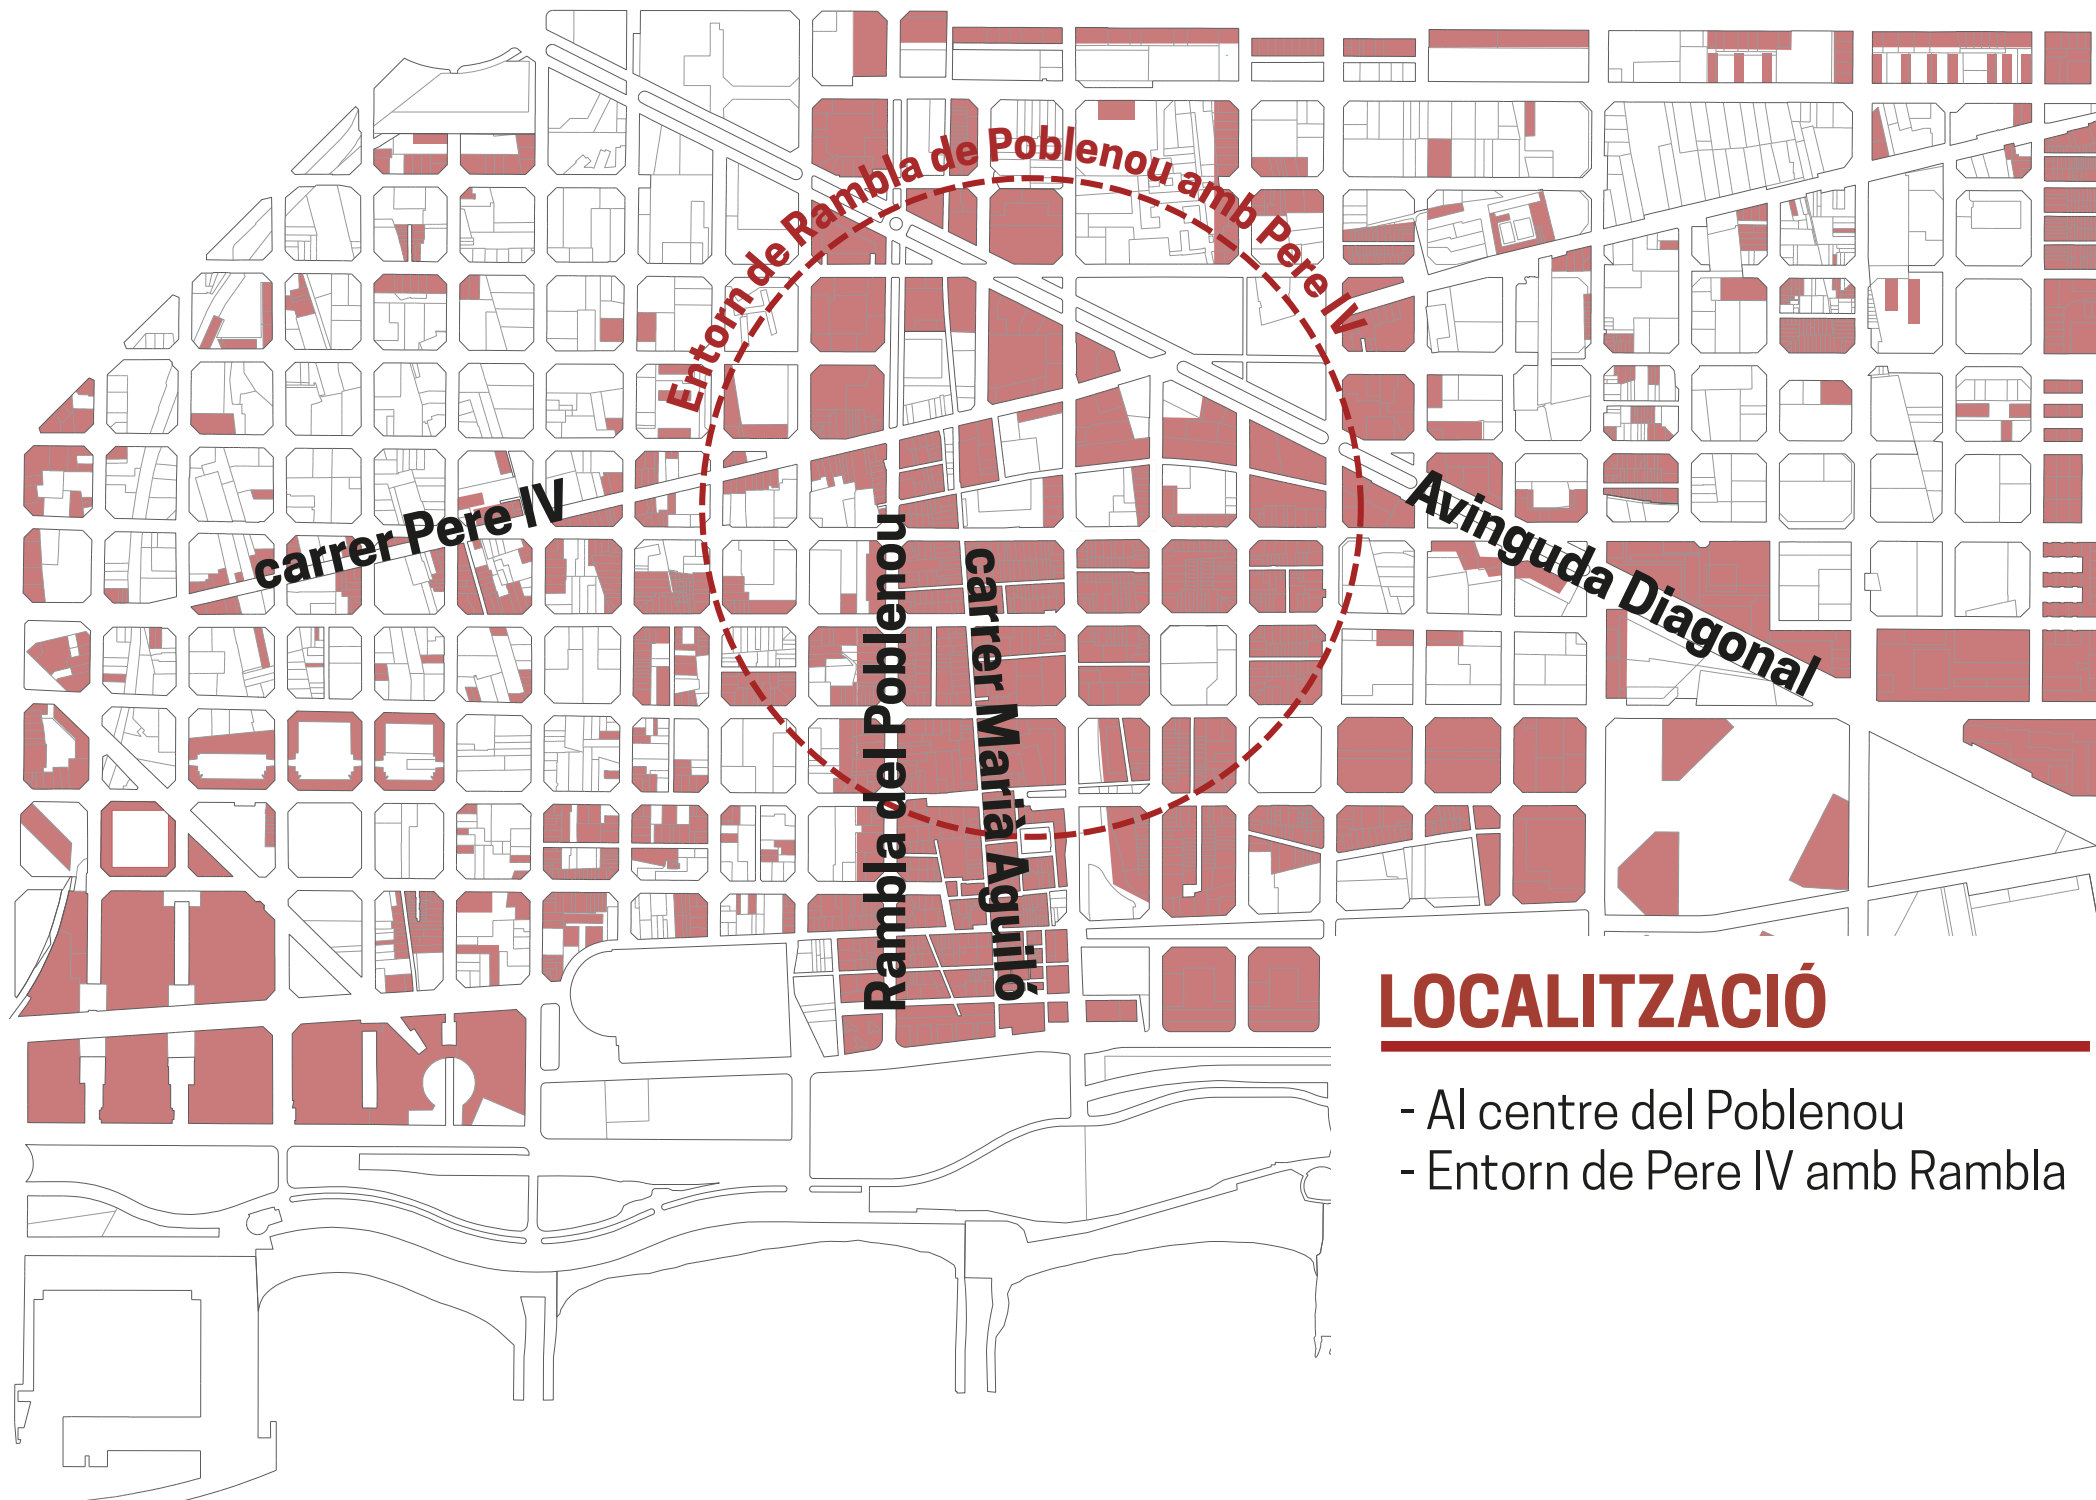 Entorn de Rambla de Poblenou amb Pere IV
carrer Pere IV
Avinguda Diagonal
Rambla del Poblenou
carrer Marià Aguiló
LOCALITZACIÓ
- Al centre del Poblenou
- Entorn de Pere IV amb Rambla